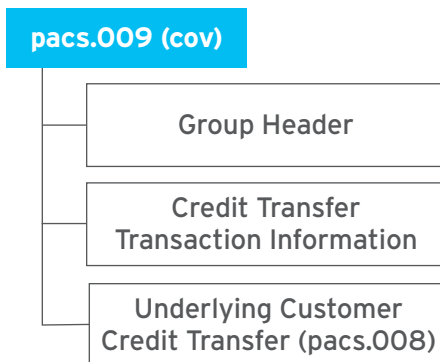 pacs.009 (cov)
Group Header
Credit Transfer
Transaction Information
Underlying Customer
Credit Transfer (pacs.008)